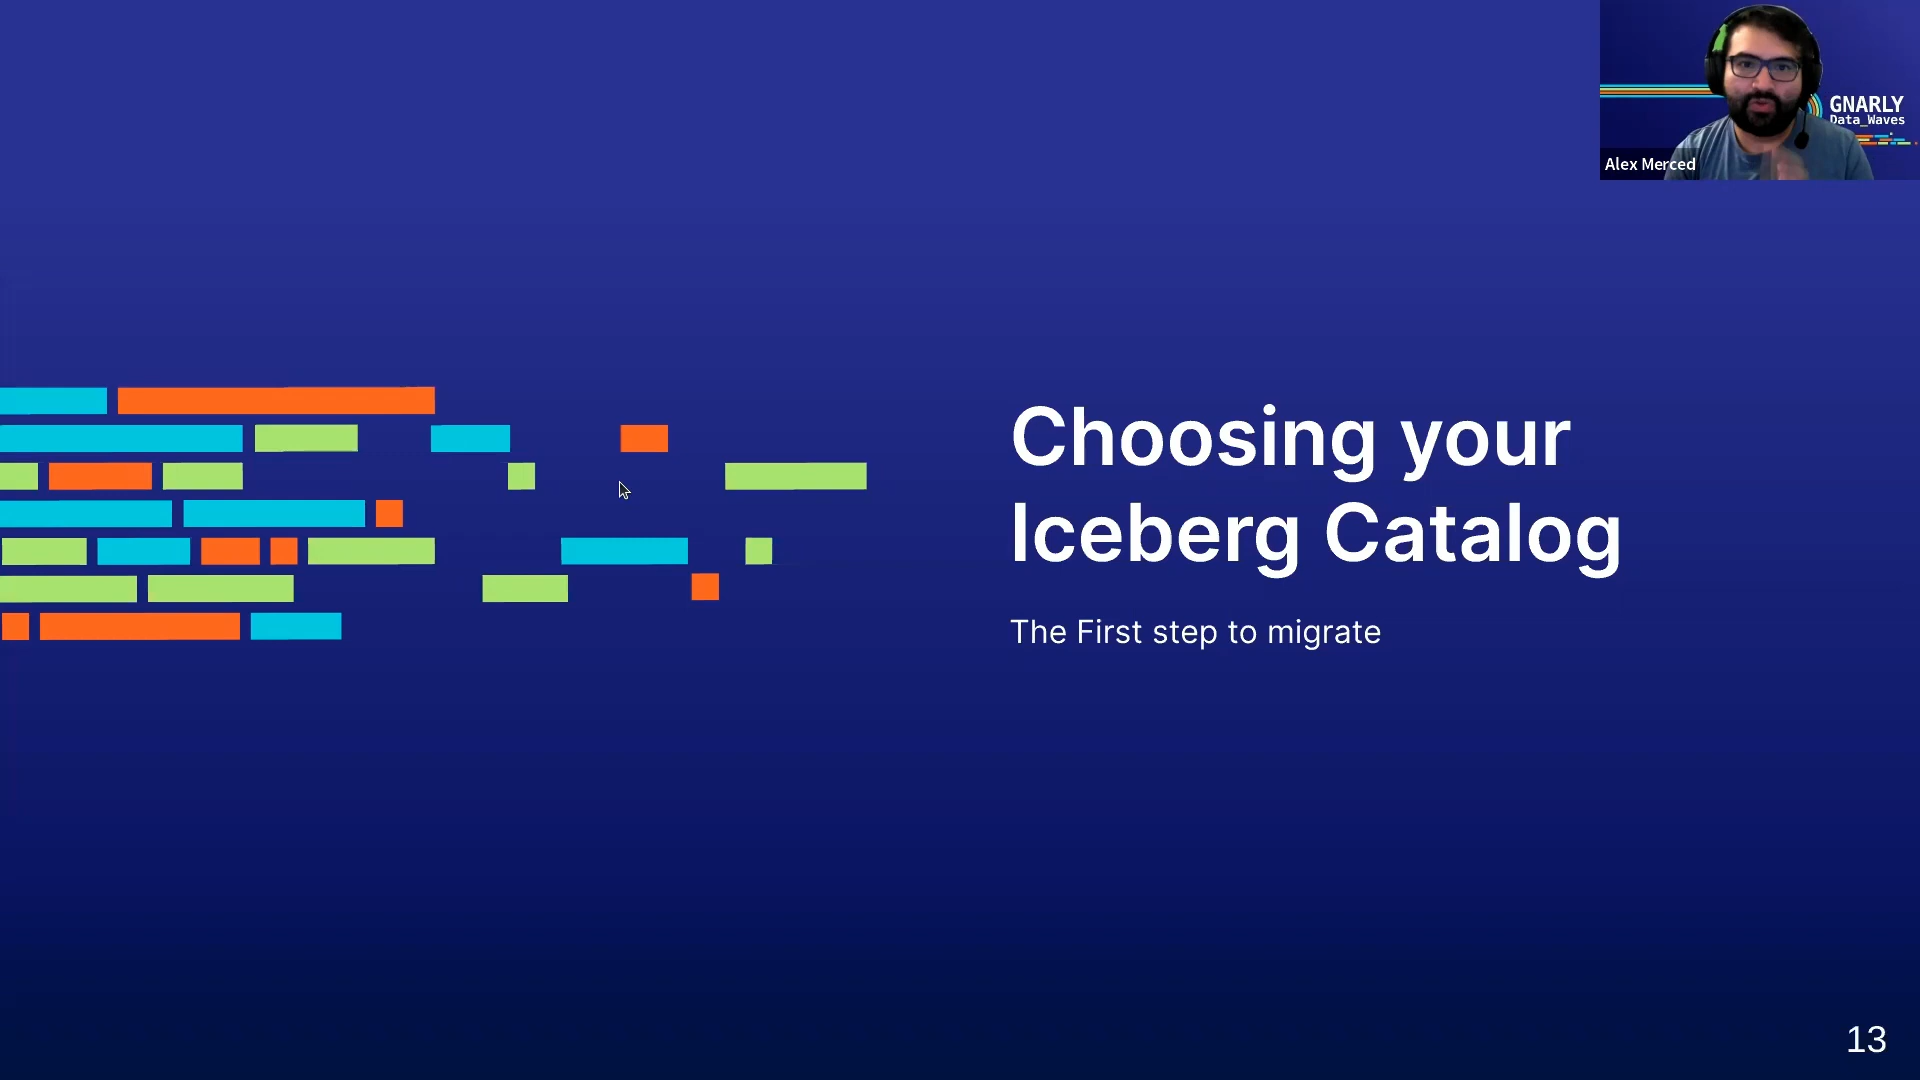 GNARLY
Data_Waves
Alex Merced
Choosing your
Iceberg Catalog
The First step to migrate
13